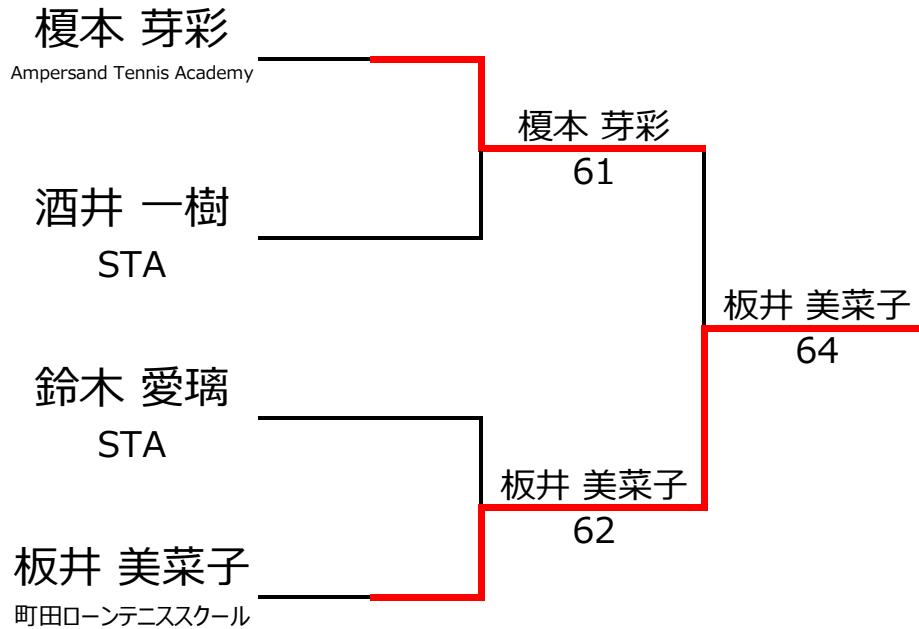 榎本 芽彩
Ampersand Tennis Academy
榎本 芽彩
61
酒井 一樹
STA
板井 美菜子
64
鈴木 愛璃
STA
板井 美菜子
62
板井 美菜子
町田ローンテニススクール